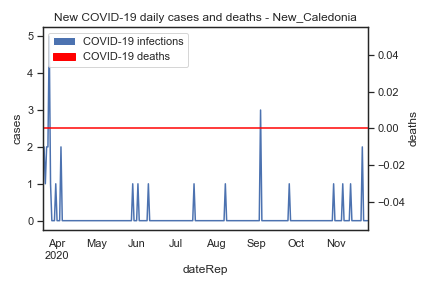 New COVID-19 daily cases and deaths - New_Caledonia
COVID-19 infections
COVID-19 deaths
5
4
3
2
1
0
cases
0.04
0.02
0.00
−0.02
−0.04
deaths
Apr May Jun Jul Aug Sep Oct Nov
2020
dateRep